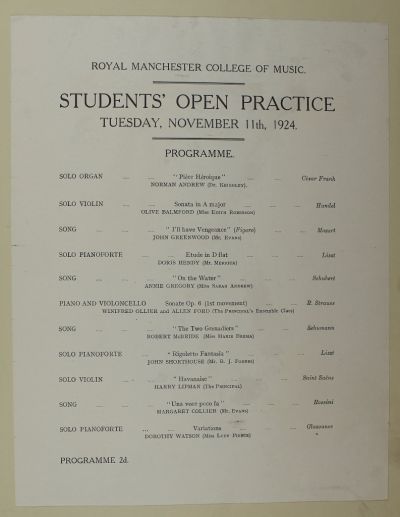 ROYAL MANCHESTER COLLEGE OF MUSIC.
STUDENTS' OPEN PRACTICE
TUESDAY, NOVEMBER 11th, 1924.
PROGRAMME.
SOLO ORGAN ... ... "Pièce Héroïque" ... ... César Frank
NORMAN ANDREW (Dr. Keighley).
SOLO VIOLIN ... ... Sonata in A major ... ... Handel
OLIVE BALMFORD (Miss Edith Robinson)
SONG ... ... ... "I'll have Vengeance" (Figaro) ... ... Mozart
JOHN GREENWOOD (Mr. Evans)
SOLO PIANOFORTE ... Etude in D flat ... ... Liszt
DORIS HENDY (Mr. Merrick)
SONG ... ... ... "On the Water" ... ... ... Schubert
ANNIE GREGORY (Miss Sarah Andrew)
PIANO AND VIOLONCELLO Sonate Op. 6 (1st movement) ... R. Strauss
WINIFRED OLLIER and ALLEN FORD (The Principal's Ensemble Class)
SONG ... ... ... "The Two Grenadiers" ... ... Schumann
ROBERT McBRIDE (Miss Marie Brema)
SOLO PIANOFORTE ... "Rigoletto Fantasia" ... ... Liszt
JOHN SHORTHOUSE (Mr. R. J. Forbes)
SOLO VIOLIN ... ... "Havanaise" ... ... Saint Saëns
HARRY LIPMAN (The Principal)
SONG ... ... ... "Una voce poco fa" ... ... Rossini
MARGARET COLLIER (Mr. Evans)
SOLO PIANOFORTE ... ... Variations ... ... Glazounov
DOROTHY WATSON (Miss Lucy Pierce)
PROGRAMME 2d.